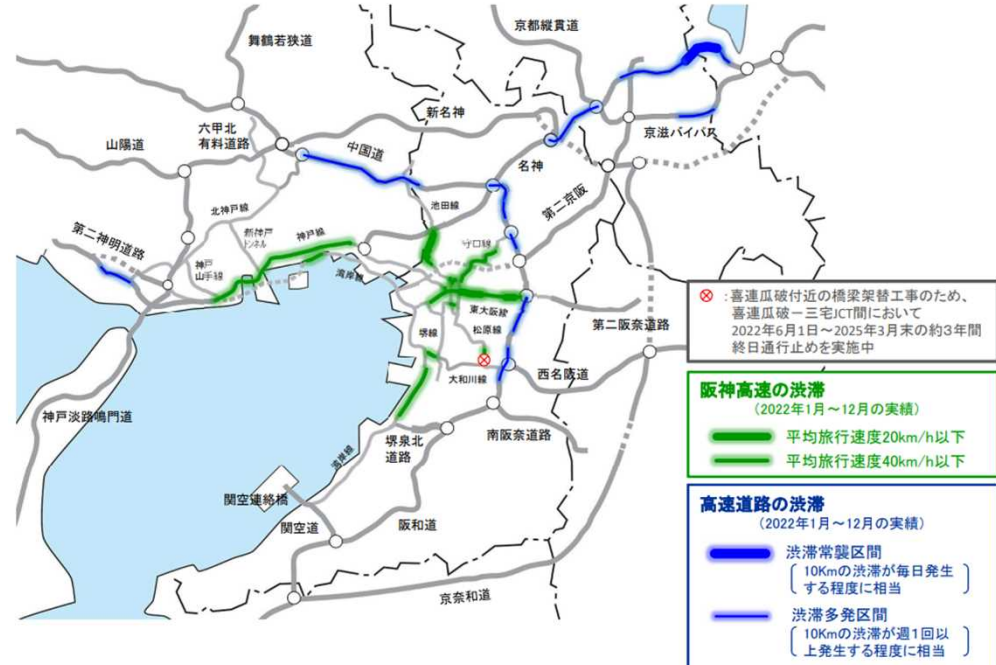 京都縦貫道
舞鶴若狭道
新名神
六甲北
有料道路
中国道
山陽道
京滋バイパス
名神
池田線
第二京阪
北神戸線
新神戸
トンネル
神戸線
守口線
第二神明道路
神戸
山手線
湾岸線
東大阪線
堺線
松原線
第二阪奈道路
大和川線
西名阪道
神戸淡路鳴門道
堺泉北
道路
南阪奈道路
湾岸線
関空連絡橋
関空道
阪和道
京奈和道
:喜連瓜破付近の橋梁架替工事のため、
喜連瓜破－三宅JCT間において
2022年6月1日～2025年3月末の約3年間
終日通行止めを実施中
阪神高速の渋滞
(2022年1月～12月の実績)
平均旅行速度20km/h以下
平均旅行速度40km/h以下
高速道路の渋滞
(2022年1月～12月の実績)
渋滞常襲区間
10Kmの渋滞が毎日発生
する程度に相当
渋滞多発区間
10Kmの渋滞が週1回以
上発生する程度に相当